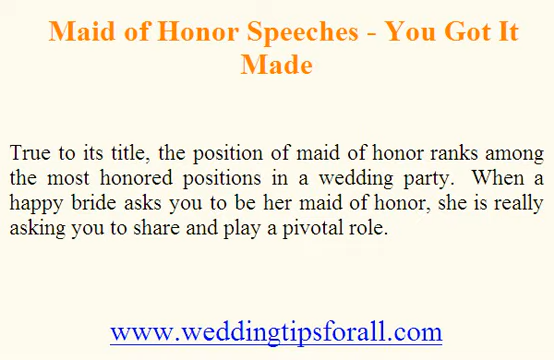 Maid of Honor Speeches - You Got It
Made
True to its title, the position of maid of honor ranks among
the most honored positions in a wedding party.  When a
happy bride asks you to be her maid of honor, she is really
asking you to share and play a pivotal role.
www.weddingtipsforall.com